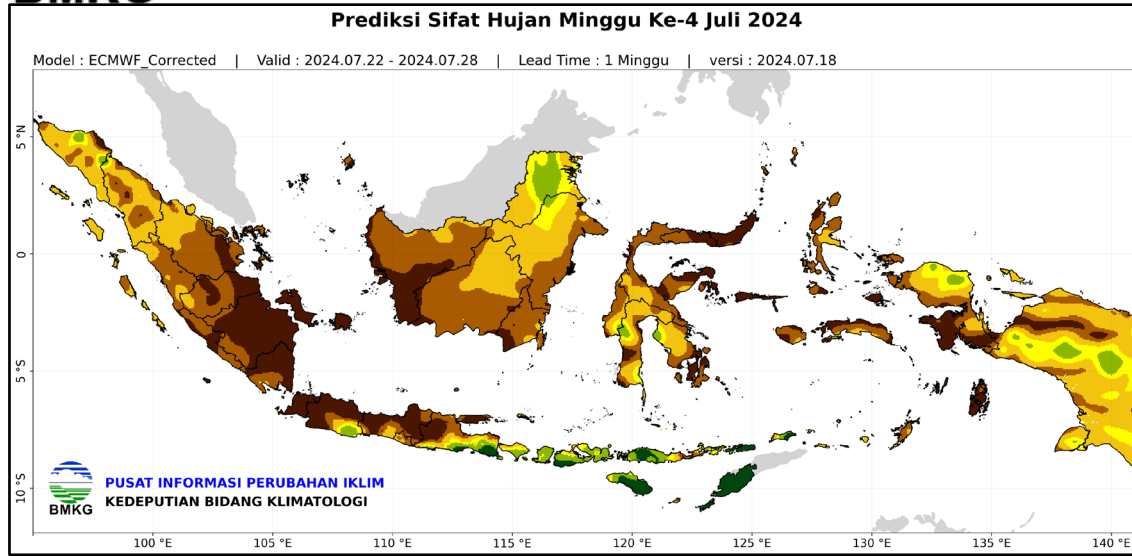 BMKG
Prediksi Sifat Hujan Minggu Ke-4 Juli 2024
Model : ECMWF_Corrected | Valid : 2024.07.22 - 2024.07.28 | Lead Time : 1 Minggu | versi : 2024.07.18
5 °N
0
5 °S
10 °S
PUSAT INFORMASI PERUBAHAN IKLIM
KEDEPUTIAN BIDANG KLIMATOLOGI
BMKG
100 °E 105 °E 110 °E 115 °E 120 °E 125 °E 130 °E 135 °E 140 °E